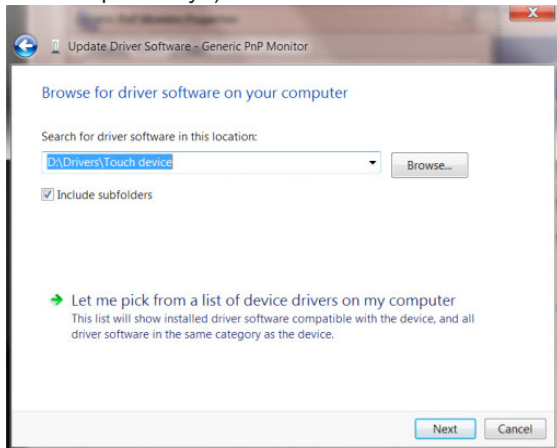 Update Driver Software - Generic PnP Monitor
Browse for driver software on your computer
Search for driver software in this location:
D:\Drivers\Touch device
Browse...
Include subfolders
Let me pick from a list of device drivers on my computer
This list will show installed driver software compatible with the device, and all
driver software in the same category as the device.
Next Cancel